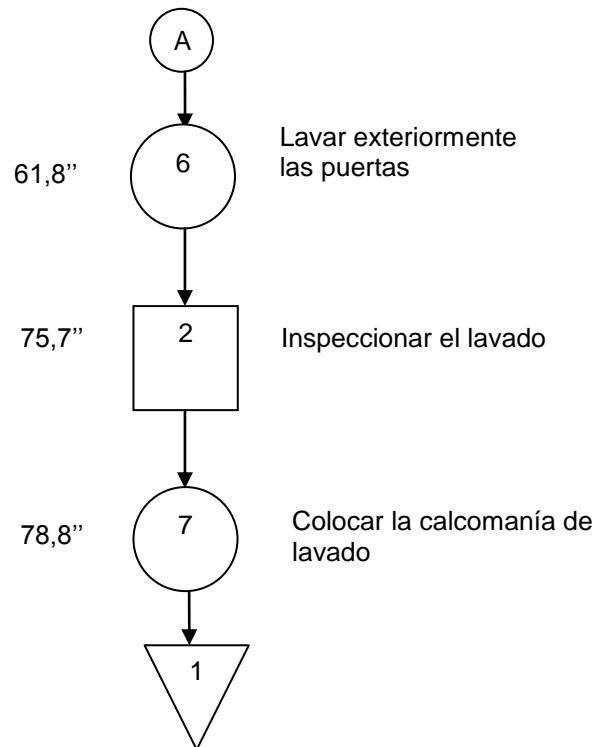 A
61,8’’
6
Lavar exteriormente
las puertas
75,7’’
2
Inspeccionar el lavado
78,8’’
7
Colocar la calcomanía de
lavado
1